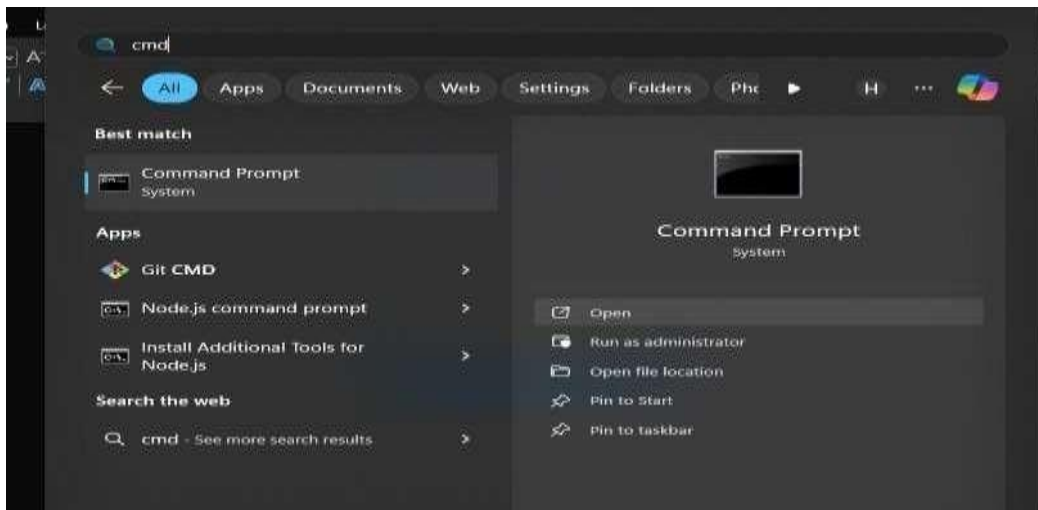 cmd
All Apps Documents Web Settings Folders Pho H ...
Best match
Command Prompt
System
Apps
Git CMD
Node.js command prompt
Install Additional Tools for
Node.js
Search the web
cmd - See more search results
Command Prompt
System
Open
Run as administrator
Open file location
Pin to Start
Pin to taskbar